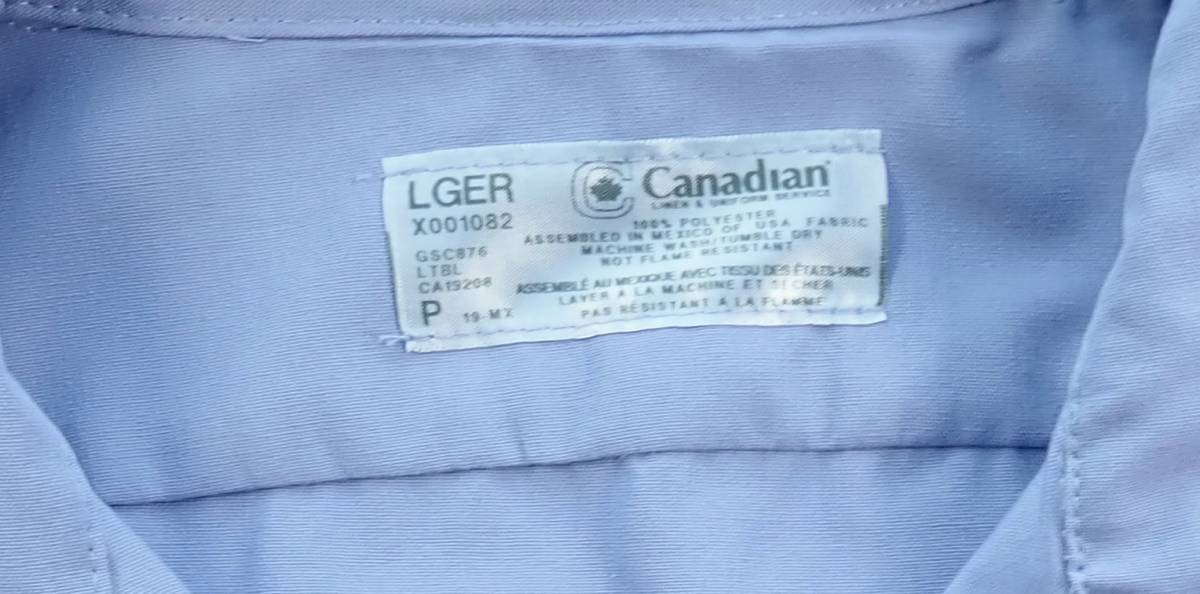 LGER
X001082
GSC876
LTBL
CA19208
P 19-MX
C Canadian
LINEN & UNIFORM SERVICE
100% POLYESTER
ASSEMBLED IN MEXICO OF USA FABRIC
MACHINE WASH/TUMBLE DRY
NOT FLAME RESISTANT
ASSEMBLÉ AU MEXIQUE AVEC TISSU DES ÉTATS-UNIS
LAVER A LA MACHINE ET SECHER
PAS RÉSISTANT A LA FLAMME